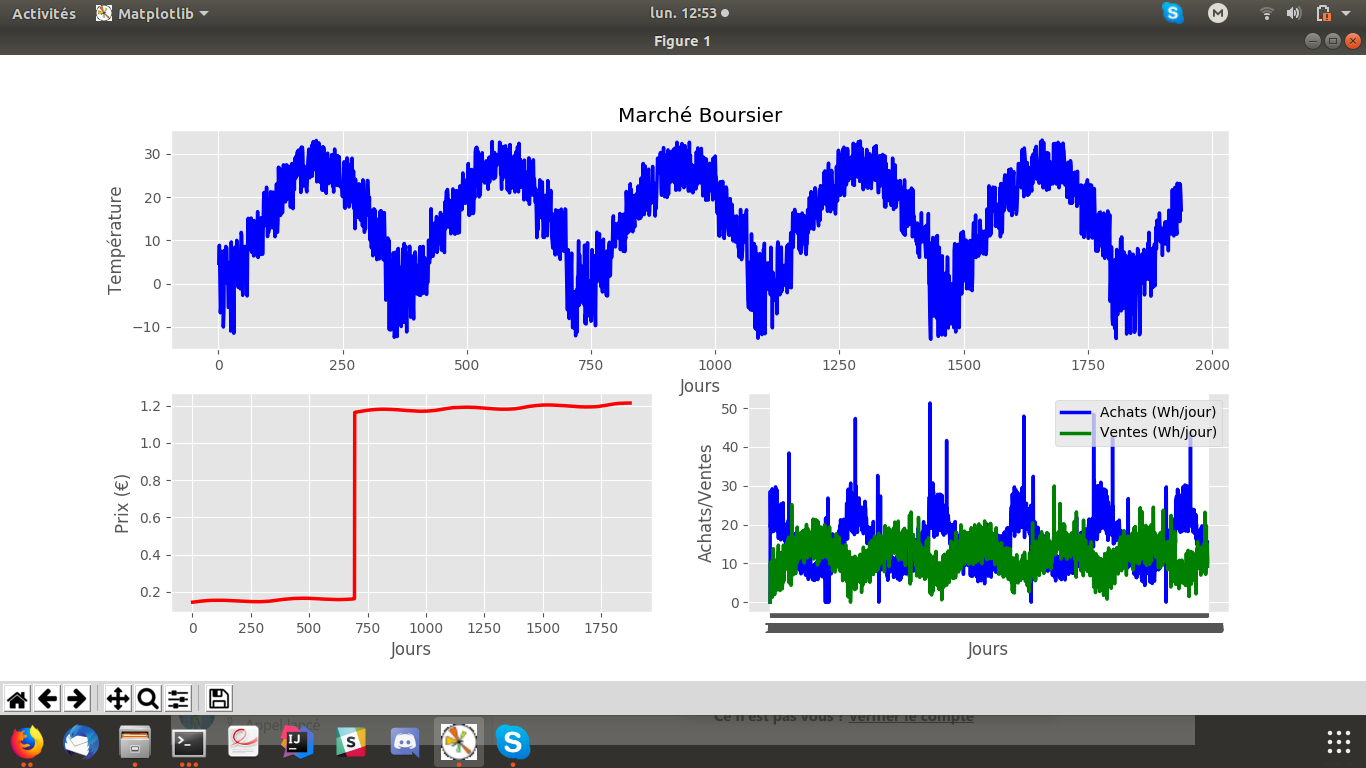 Activités Matplotlib lun. 12:53 M
Figure 1
Marché Boursier
Température
30
20
10
0
−10
0 250 500 750 1000 1250 1500 1750 2000
Jours
Prix (€)
1.2
1.0
0.8
0.6
0.4
0.2
0 250 500 750 1000 1250 1500 1750
Jours
Achats/Ventes
50
40
30
20
10
0
Achats (Wh/jour)
Ventes (Wh/jour)
Jours
Appel lancé
Ce n'est pas vous ? Vérifier le compte